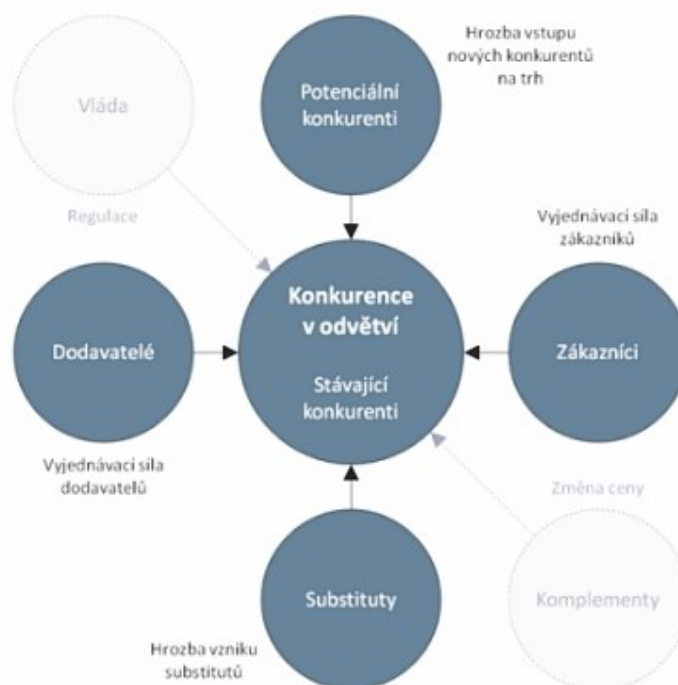 Hrozba vstupu
nových konkurentů
na trh
Potenciální
konkurenti
Vláda
Regulace
Vyjednávací síla
zákazníků
Konkurence
v odvětví
Stávající
konkurenti
Dodavatelé
Zákazníci
Vyjednávací síla
dodavatelů
Změna ceny
Substituty
Komplementy
Hrozba vzniku
substitutů